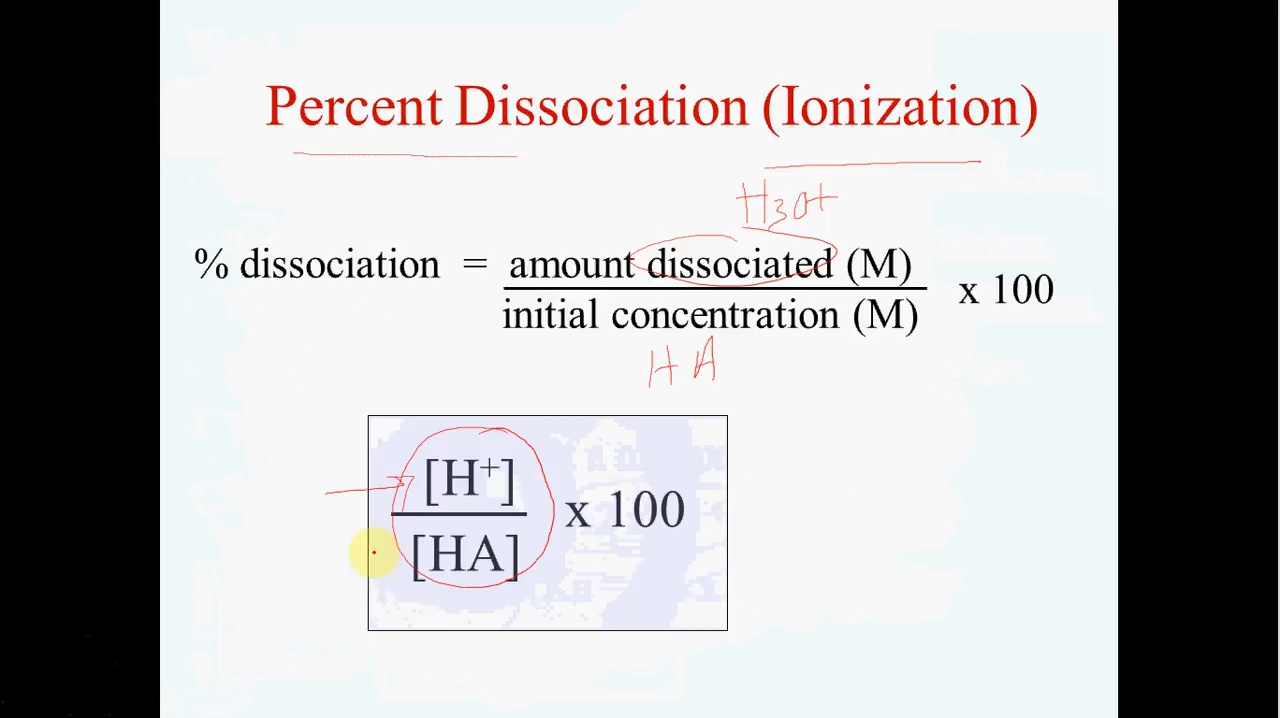 Percent Dissociation (Ionization)
H3O+
% dissociation = amount dissociated (M)
initial concentration (M)
x 100
HA
[H+]
[HA]
x 100